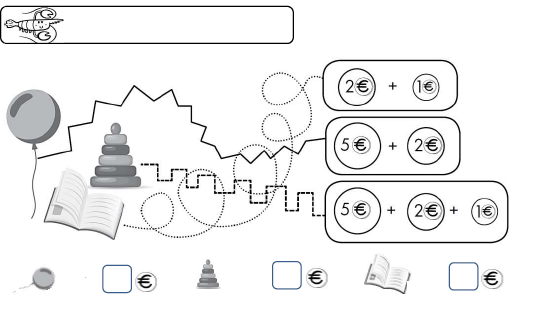 2€ + 1€
5€ + 2€
5€ + 2€ + 1€
€ € €